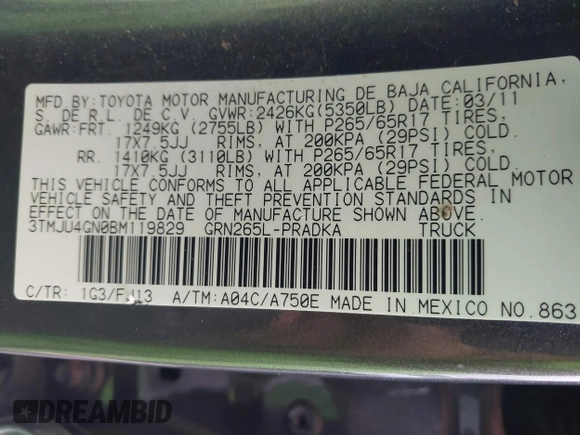 MFD.BY:TOYOTA MOTOR MANUFACTURING DE BAJA CALIFORNIA,
S. DE R.L. DE C.V. GVWR:2426KG(5350LB) DATE:03/11
GAWR:FRT. 1249KG (2755LB) WITH P265/65R17 TIRES,
17X7.5JJ RIMS, AT 200KPA (29PSI) COLD.
RR. 1410KG (3110LB) WITH P265/65R17 TIRES,
17X7.5JJ RIMS, AT 200KPA (29PSI) COLD.
THIS VEHICLE CONFORMS TO ALL APPLICABLE FEDERAL MOTOR
VEHICLE SAFETY AND THEFT PREVENTION STANDARDS IN
EFFECT ON THE DATE OF MANUFACTURE SHOWN ABOVE.
3TMJU4GN0BM119829 GRN265L-PRADKA TRUCK
C/TR: 1G3/FJ13 A/TM:A04C/A750E MADE IN MEXICO NO.863
DREAMBID